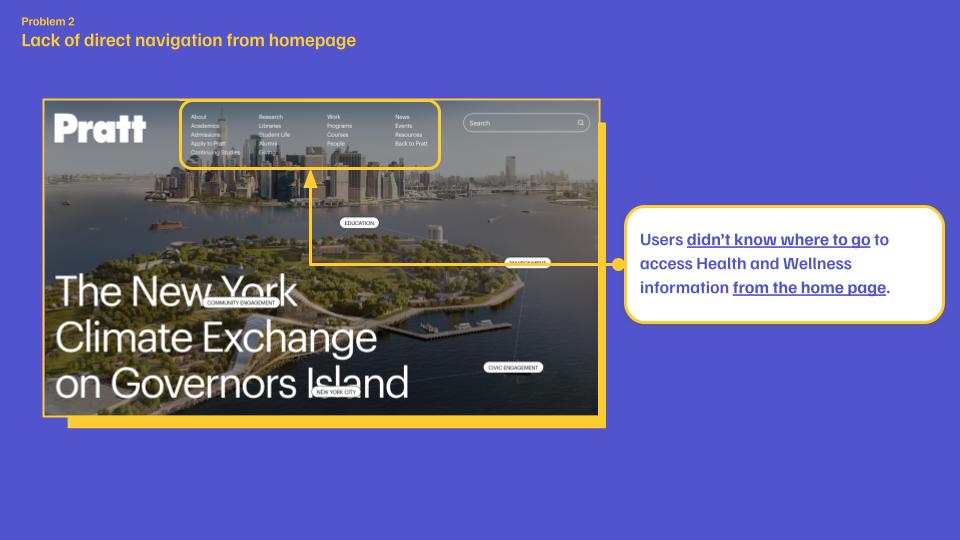 Problem 2
Lack of direct navigation from homepage
Pratt
About
Academics
Admissions
Apply to Pratt
Continuing Studies
Research
Libraries
Student Life
Alumni
Giving
Work
Programs
Courses
People
News
Events
Resources
Back to Pratt
Search
EDUCATION
ENVIRONMENT
The New York
COMMUNITY ENGAGEMENT
Climate Exchange
CIVIC ENGAGEMENT
on Governors Island
NEW YORK CITY
Users didn’t know where to go to
access Health and Wellness
information from the home page.